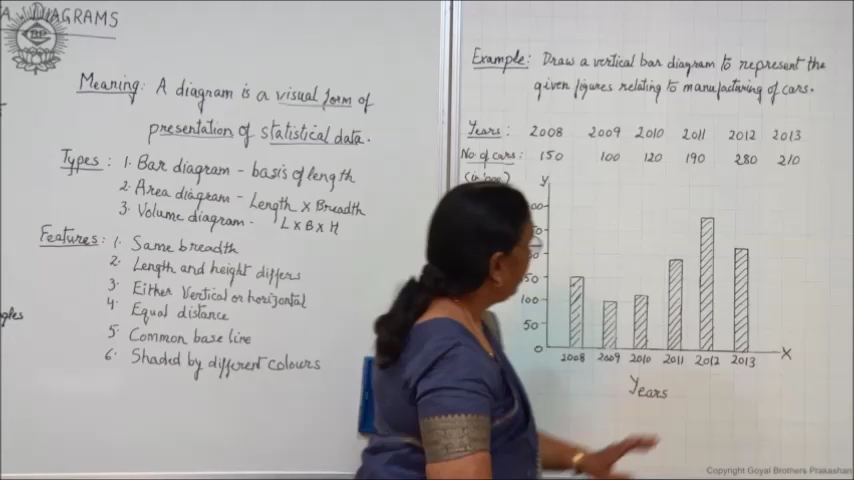 DIAGRAMS
BP
Meaning: A diagram is a visual form of
presentation of statistical data.
Types: 1. Bar diagram - basis of length
2. Area diagram - Length x Breadth
3. Volume diagram - L x B x H
Features: 1. Same breadth
2. Length and height differs
3. Either Vertical or horizontal
4. Equal distance
5. Common base line
6. Shaded by different colours
Example: Draw a vertical bar diagram to represent the
given figures relating to manufacturing of cars.
Years: 2008 2009 2010 2011 2012 2013
No of cars: 150 100 120 190 280 210
(in '000)
Y
100
50
0
2008 2009 2010 2011 2012 2013 X
Years
Copyright Goyal Brothers Prakashan